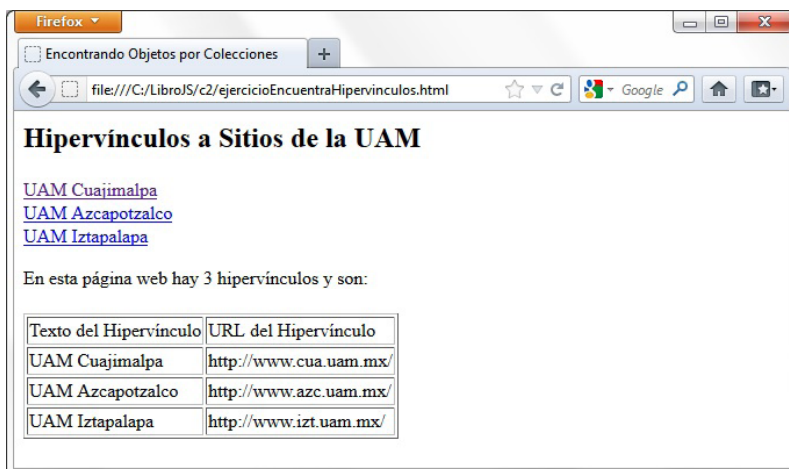 Firefox
Encontrando Objetos por Colecciones
file:///C:/LibroJS/c2/ejercicioEncuentraHipervinculos.html
Google
Hipervínculos a Sitios de la UAM
UAM Cuajimalpa
UAM Azcapotzalco
UAM Iztapalapa
En esta página web hay 3 hipervínculos y son:
Texto del Hipervínculo URL del Hipervínculo
UAM Cuajimalpa http://www.cua.uam.mx/
UAM Azcapotzalco http://www.azc.uam.mx/
UAM Iztapalapa http://www.izt.uam.mx/